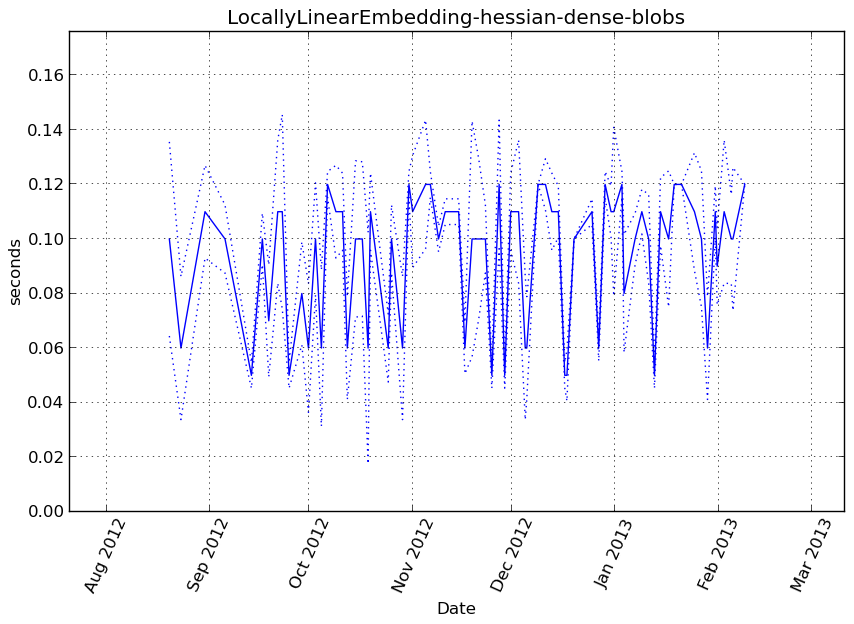 LocallyLinearEmbedding-hessian-dense-blobs
0.16
0.14
0.12
0.10
0.08
0.06
0.04
0.02
0.00
seconds
Aug 2012
Sep 2012
Oct 2012
Nov 2012
Dec 2012
Jan 2013
Feb 2013
Mar 2013
Date